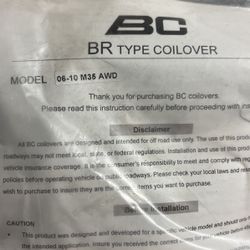 BC
BR TYPE COILOVER
MODEL 06-10 M35 AWD
Thank you for purchasing BC coilovers.
Please read this instruction carefully before proceeding with
Disclaimer
All BC coilovers are designed and intended for off road use only. The use of this
roadways may not meet local, state, or federal regulations. Installation and use of this product
vehicle insurance coverage. It is the consumer's responsibility to meet and comply with
policies before operating vehicle on public roadways. Please check your local laws and
wish to purchase to insure they are the items you want to purchase.
Before Installation
CAUTION
• This product was designed and developed for a specific vehicle model and should
the intended application. Insure you received the correct